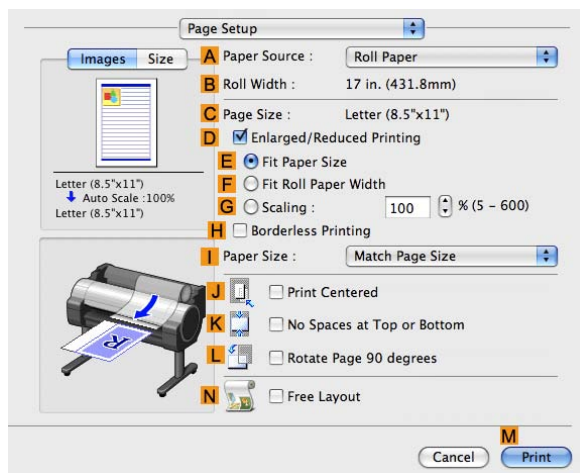 Page Setup
Images Size
A Paper Source : Roll Paper
B Roll Width : 17 in. (431.8mm)
C Page Size : Letter (8.5"x11")
D Enlarged/Reduced Printing
E Fit Paper Size
F Fit Roll Paper Width
G Scaling : 100 % (5 - 600)
Letter (8.5"x11")
Auto Scale :100%
Letter (8.5"x11")
H Borderless Printing
I Paper Size : Match Page Size
J Print Centered
K No Spaces at Top or Bottom
L Rotate Page 90 degrees
N Free Layout
M
Cancel Print